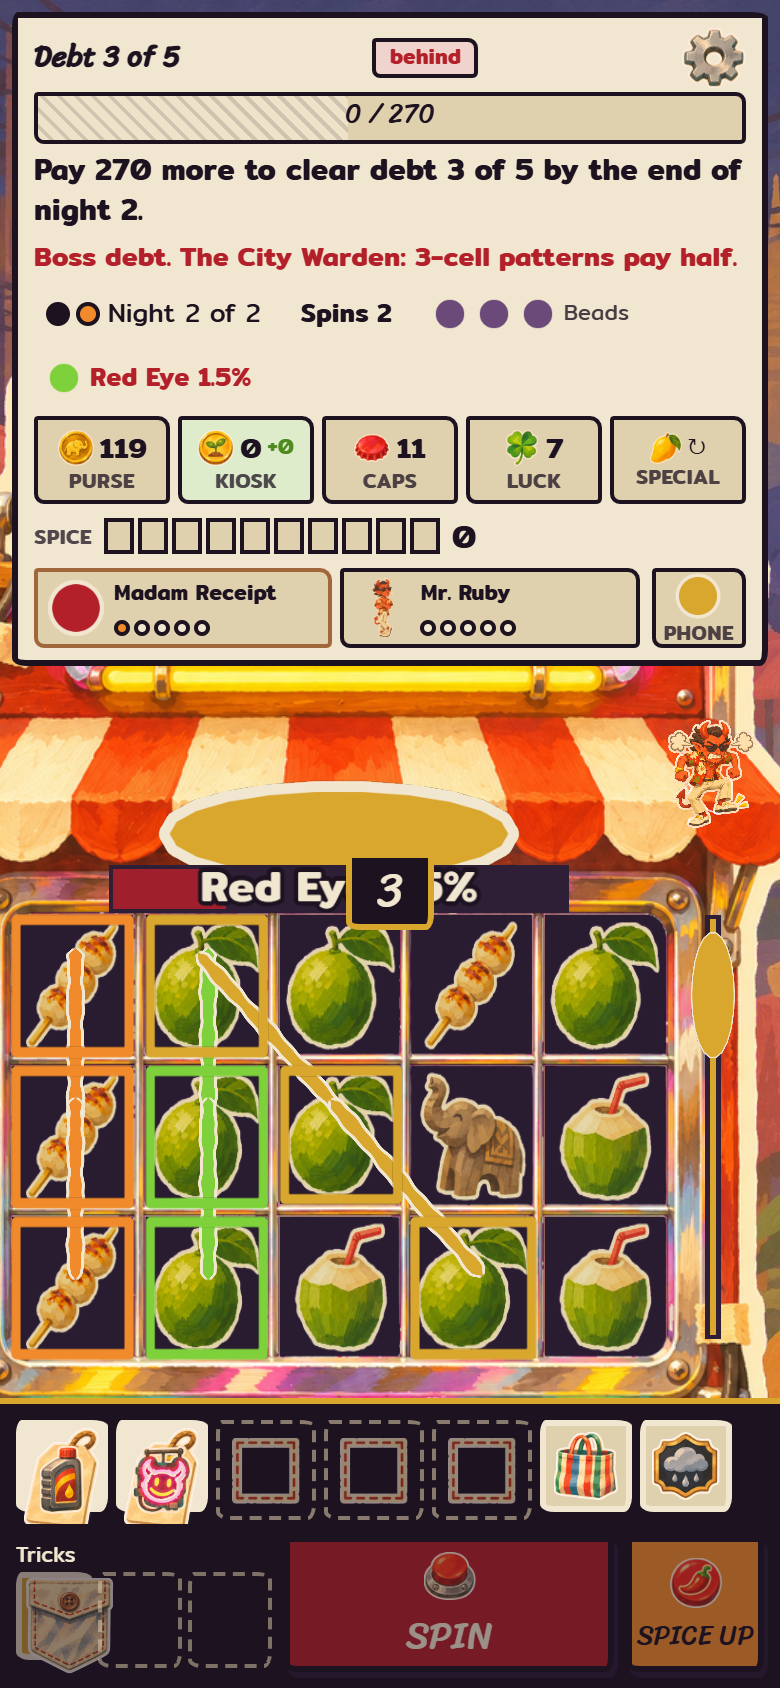 Debt 3 of 5
behind
0 / 270
Pay 270 more to clear debt 3 of 5 by the end of
night 2.
Boss debt. The City Warden: 3-cell patterns pay half.
Night 2 of 2 Spins 2 Beads
Red Eye 1.5%
119 0 +0 11 7 ↻
PURSE KIOSK CAPS LUCK SPECIAL
SPICE 0
Madam Receipt Mr. Ruby
PHONE
Red Ey 3 5%
Tricks
SPIN SPICE UP